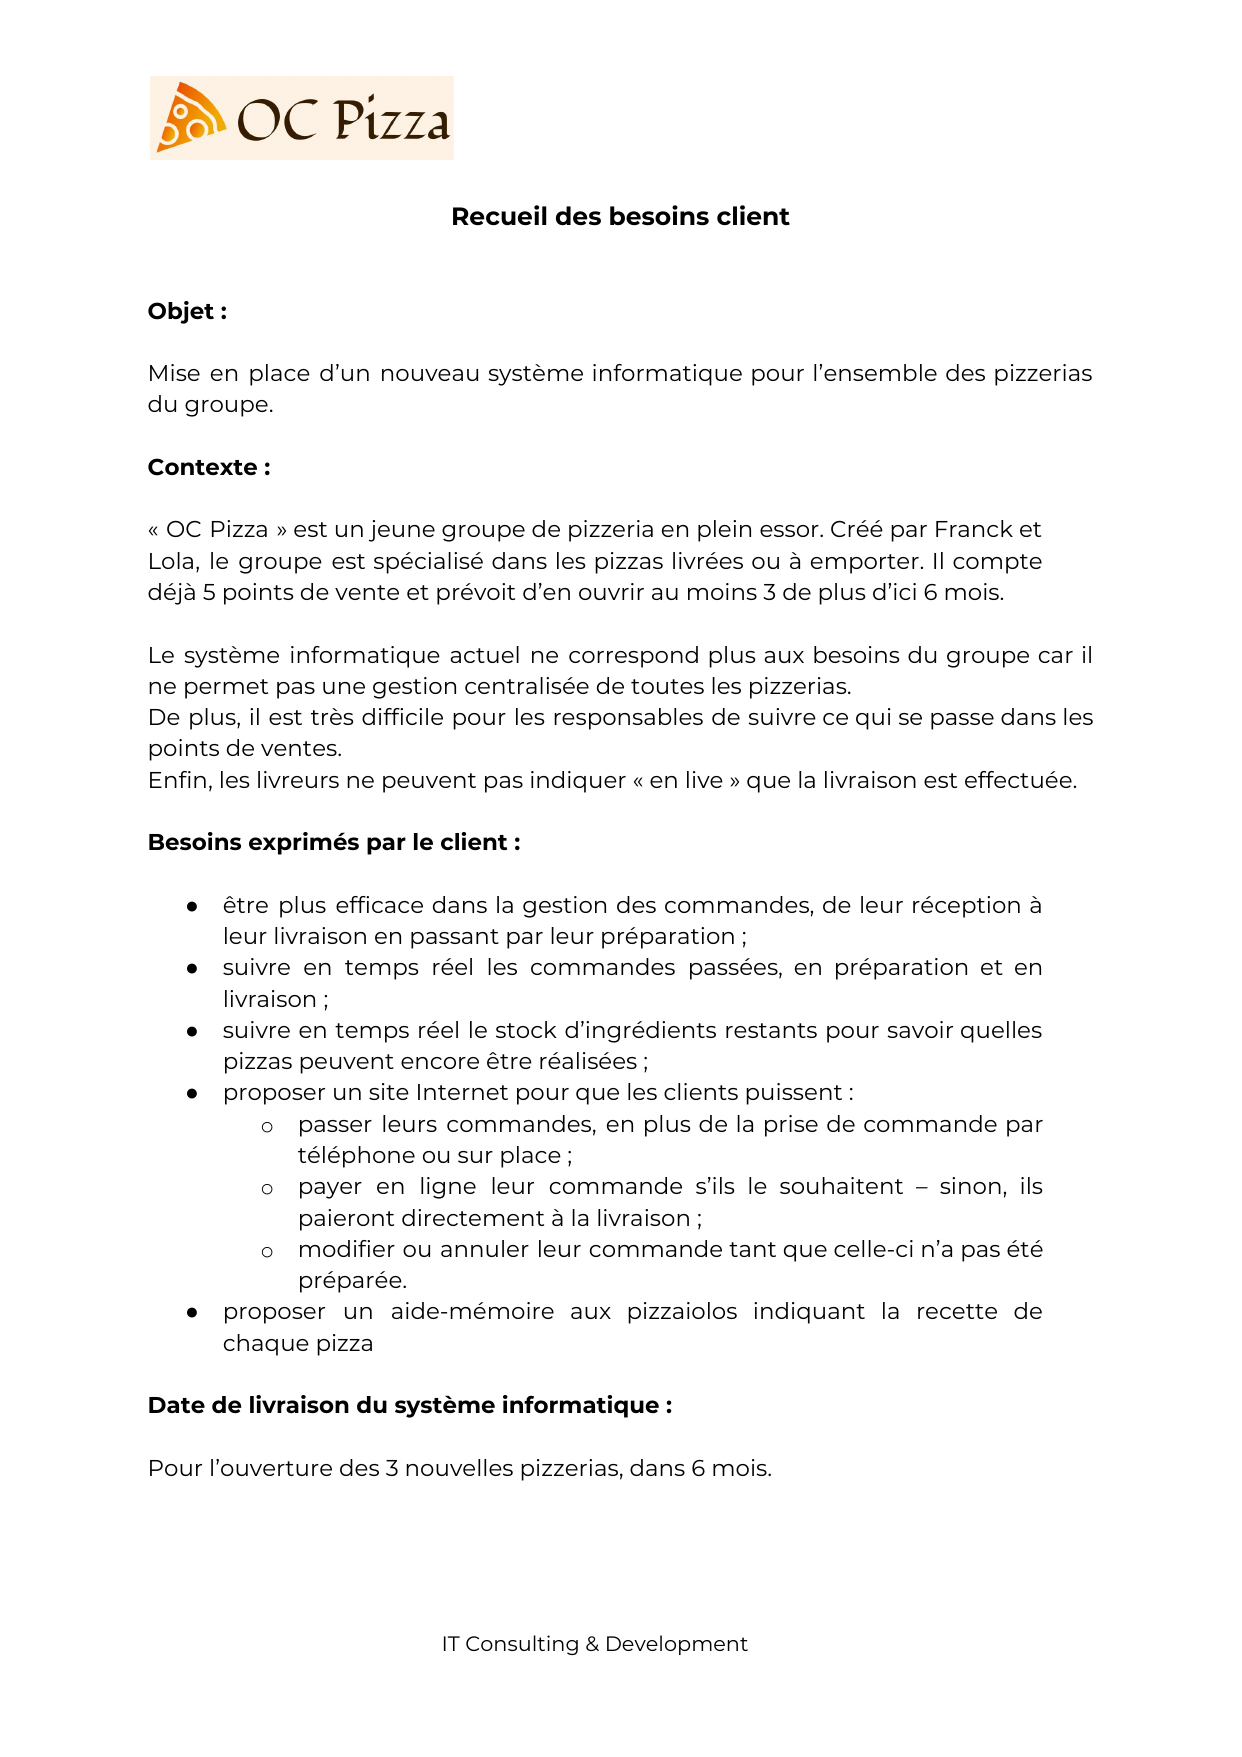 OC Pizza
Recueil des besoins client
Objet :
Mise en place d’un nouveau système informatique pour l’ensemble des pizzerias
du groupe.
Contexte :
« OC Pizza » est un jeune groupe de pizzeria en plein essor. Créé par Franck et
Lola, le groupe est spécialisé dans les pizzas livrées ou à emporter. Il compte
déjà 5 points de vente et prévoit d’en ouvrir au moins 3 de plus d’ici 6 mois.
Le système informatique actuel ne correspond plus aux besoins du groupe car il
ne permet pas une gestion centralisée de toutes les pizzerias.
De plus, il est très difficile pour les responsables de suivre ce qui se passe dans les
points de ventes.
Enfin, les livreurs ne peuvent pas indiquer « en live » que la livraison est effectuée.
Besoins exprimés par le client :
● être plus efficace dans la gestion des commandes, de leur réception à
leur livraison en passant par leur préparation ;
● suivre en temps réel les commandes passées, en préparation et en
livraison ;
● suivre en temps réel le stock d’ingrédients restants pour savoir quelles
pizzas peuvent encore être réalisées ;
● proposer un site Internet pour que les clients puissent :
○ passer leurs commandes, en plus de la prise de commande par
téléphone ou sur place ;
○ payer en ligne leur commande s’ils le souhaitent – sinon, ils
paieront directement à la livraison ;
○ modifier ou annuler leur commande tant que celle-ci n’a pas été
préparée.
● proposer un aide-mémoire aux pizzaiolos indiquant la recette de
chaque pizza
Date de livraison du système informatique :
Pour l’ouverture des 3 nouvelles pizzerias, dans 6 mois.
IT Consulting & Development